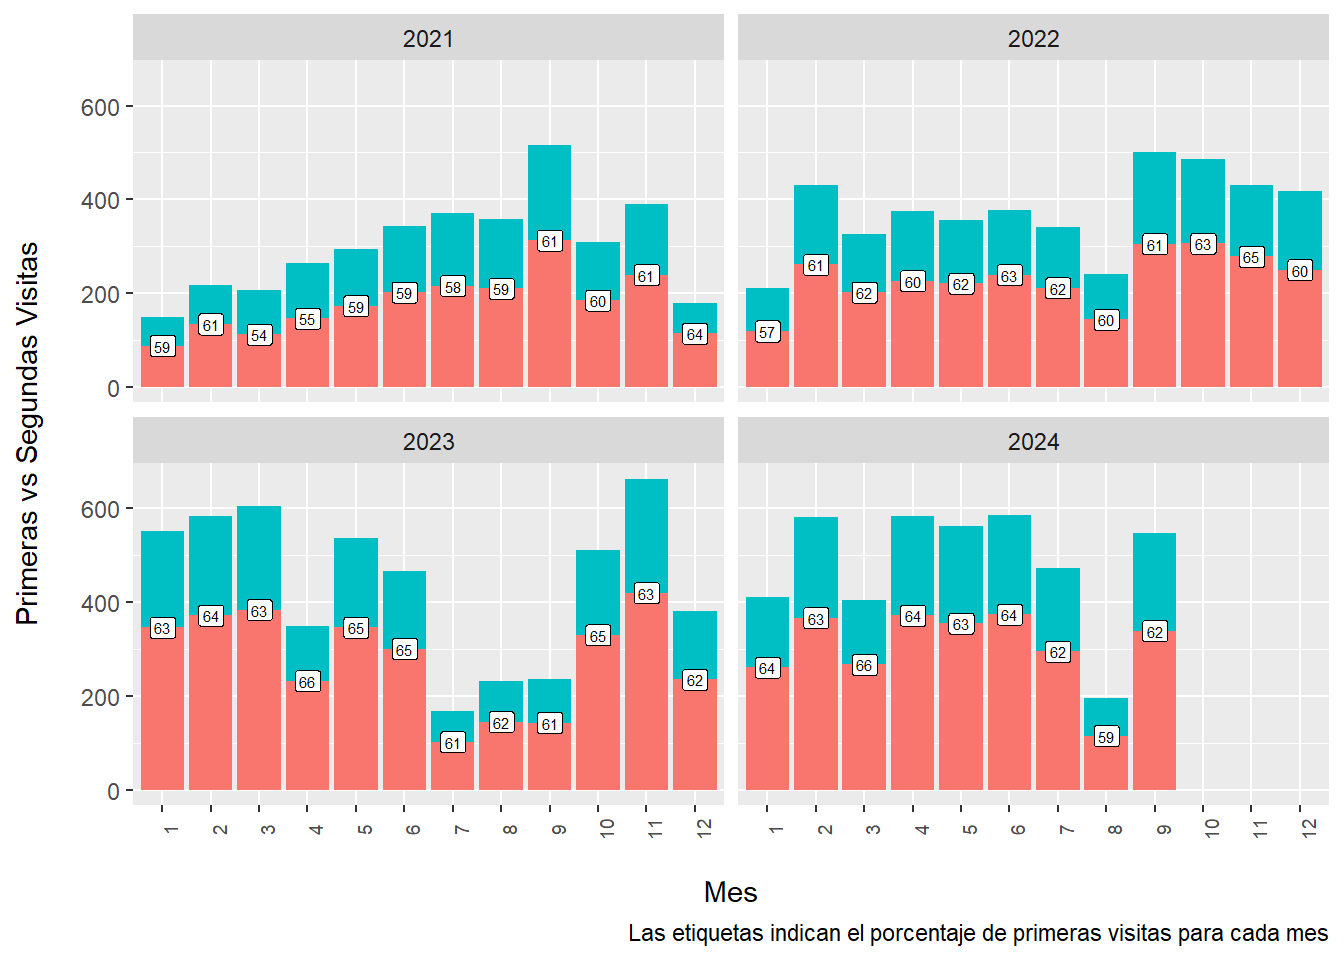 2021 2022
Primeras vs Segundas Visitas
600
400
200
0
59 61 54 55 59 59 58 59 61 60 61 64
57 61 62 60 62 63 62 60 61 63 65 60
2023 2024
600
400
200
0
63 64 63 66 65 65 61 62 61 65 63 62
64 63 66 64 63 64 62 59 62
1 2 3 4 5 6 7 8 9 10 11 12
1 2 3 4 5 6 7 8 9 10 11 12
Mes
Las etiquetas indican el porcentaje de primeras visitas para cada mes